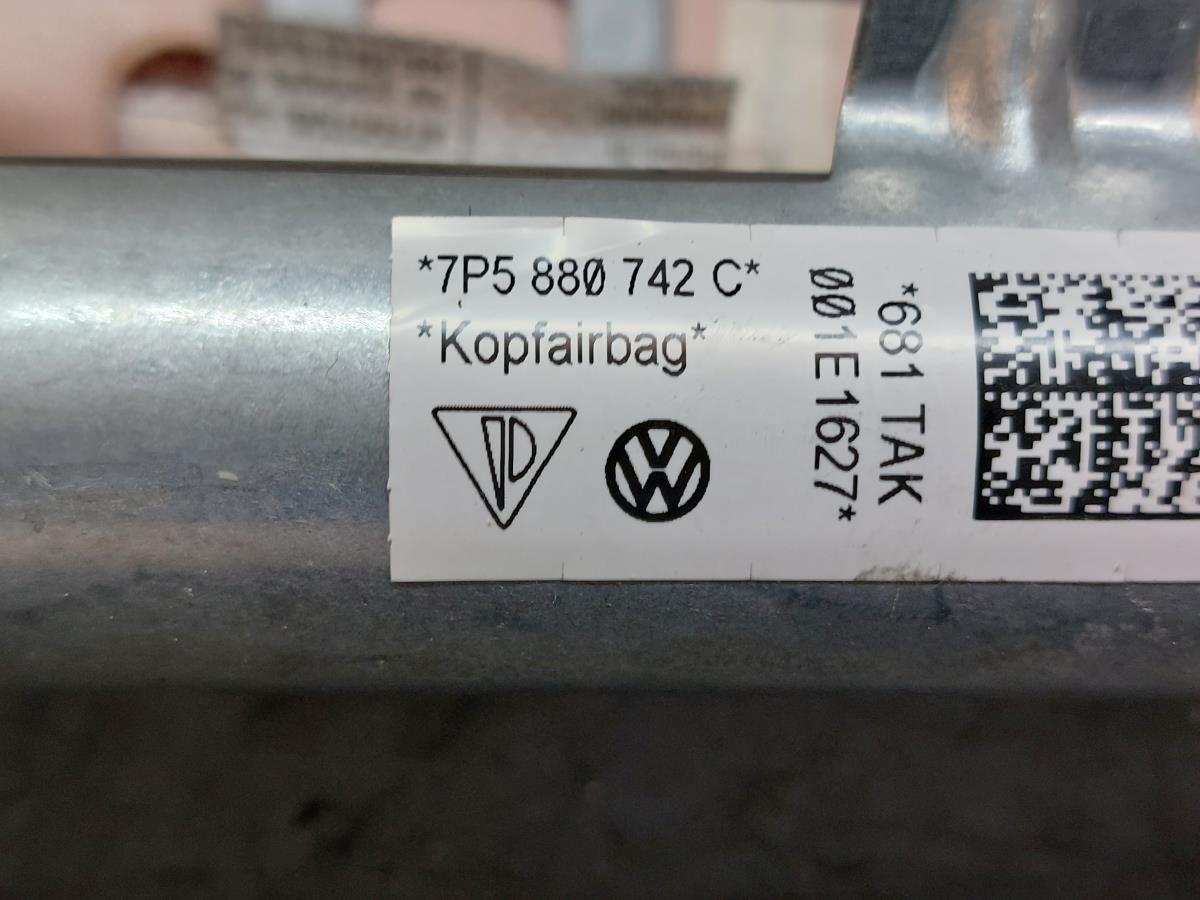 *7P5 880 742 C*
*Kopfairbag*
*681 TAK
001E1627*